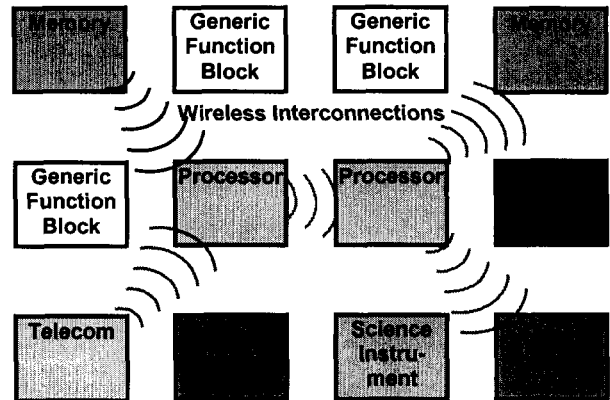 Memory
Generic
Function
Block
Generic
Function
Block
Memory
Wireless Interconnections
Generic
Function
Block
Processor
Processor
Telecom
Science
Instru-
ment